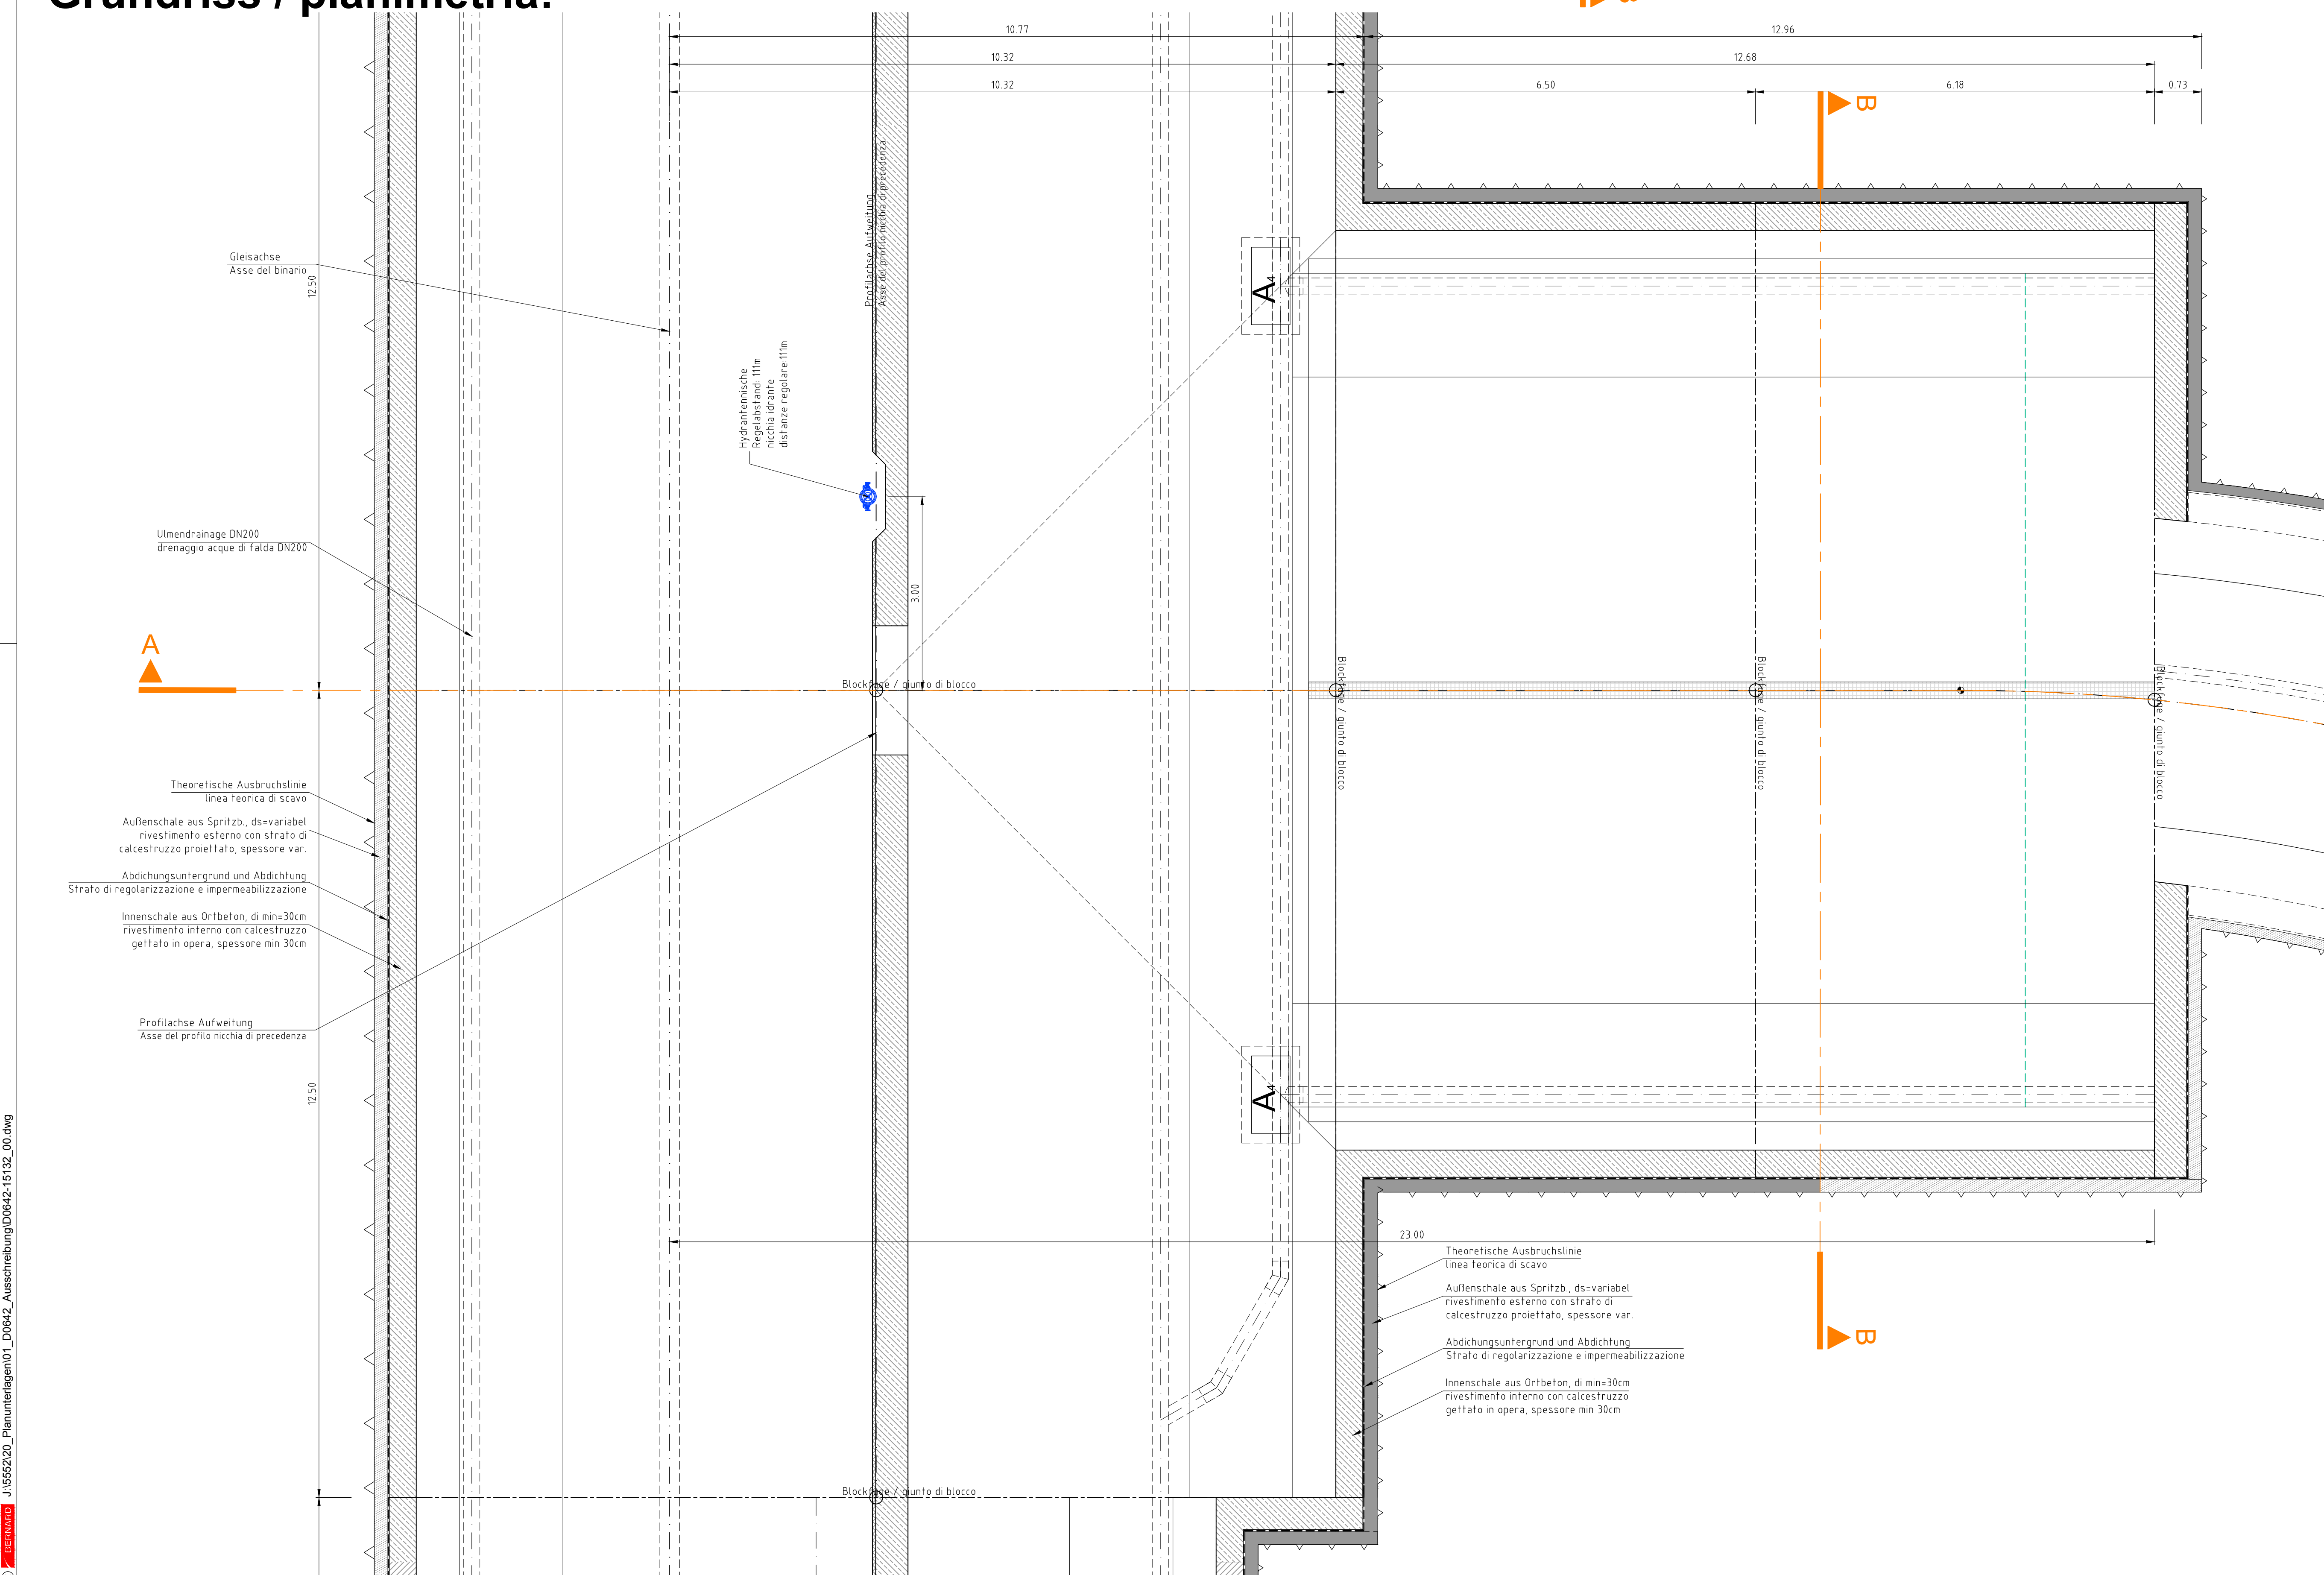 Grundriss / planimetria:
10.77
12.96
10.32
12.68
10.32
6.50
6.18
0.73
B
Profilachse Aufweitung
Asse del profilo nicchia di precedenza
Gleisachse
Asse del binario
12.50
A4
Hydrantennische
Regelabstand: 111m
nicchia idrante
distanze regolare:111m
Ulmendrainage DN200
drenaggio acque di falda DN200
3.00
A
Blockfuge / giunto di blocco
Blockfuge / giunto di blocco
Blockfuge / giunto di blocco
Blockfuge / giunto di blocco
Theoretische Ausbruchslinie
linea teorica di scavo
Außenschale aus Spritzb., ds=variabel
rivestimento esterno con strato di
calcestruzzo proiettato, spessore var.
Abdichungsuntergrund und Abdichtung
Strato di regolarizzazione e impermeabilizzazione
Innenschale aus Ortbeton, di min=30cm
rivestimento interno con calcestruzzo
gettato in opera, spessore min 30cm
Profilachse Aufweitung
Asse del profilo nicchia di precedenza
12.50
A4
23.00
Theoretische Ausbruchslinie
linea teorica di scavo
Außenschale aus Spritzb., ds=variabel
rivestimento esterno con strato di
calcestruzzo proiettato, spessore var.
B
Abdichungsuntergrund und Abdichtung
Strato di regolarizzazione e impermeabilizzazione
Innenschale aus Ortbeton, di min=30cm
rivestimento interno con calcestruzzo
gettato in opera, spessore min 30cm
Blockfuge / giunto di blocco
J:\5552\20_Planunterlagen\01_D0642_Ausschreibung\D0642-15132_00.dwg
BERNARD